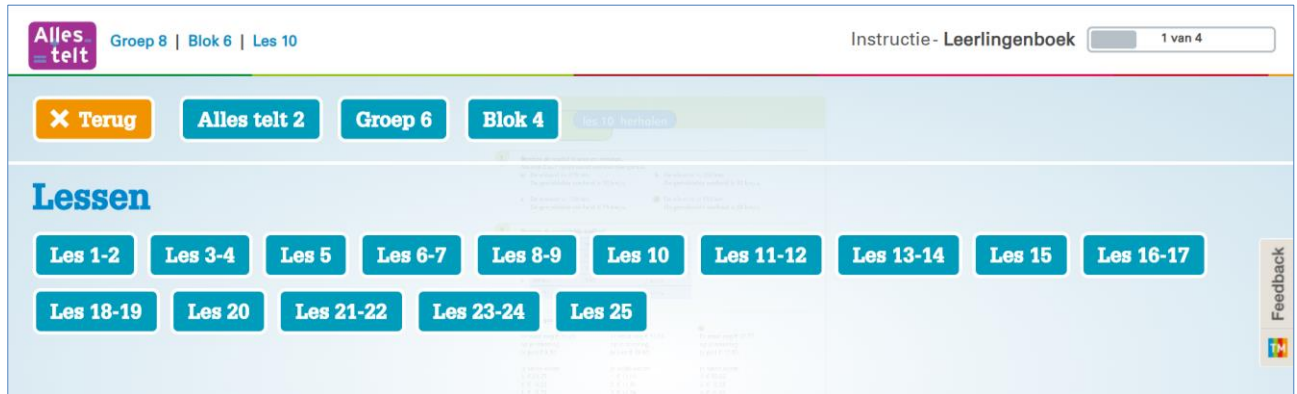 Alles telt
Groep 8 | Blok 6 | Les 10
Instructie - Leerlingenboek
1 van 4
Terug
Alles telt 2
Groep 6
Blok 4
les 10 herhalen
Lessen
Les 1-2 Les 3-4 Les 5 Les 6-7 Les 8-9 Les 10 Les 11-12 Les 13-14 Les 15 Les 16-17
Les 18-19 Les 20 Les 21-22 Les 23-24 Les 25
Feedback
TM